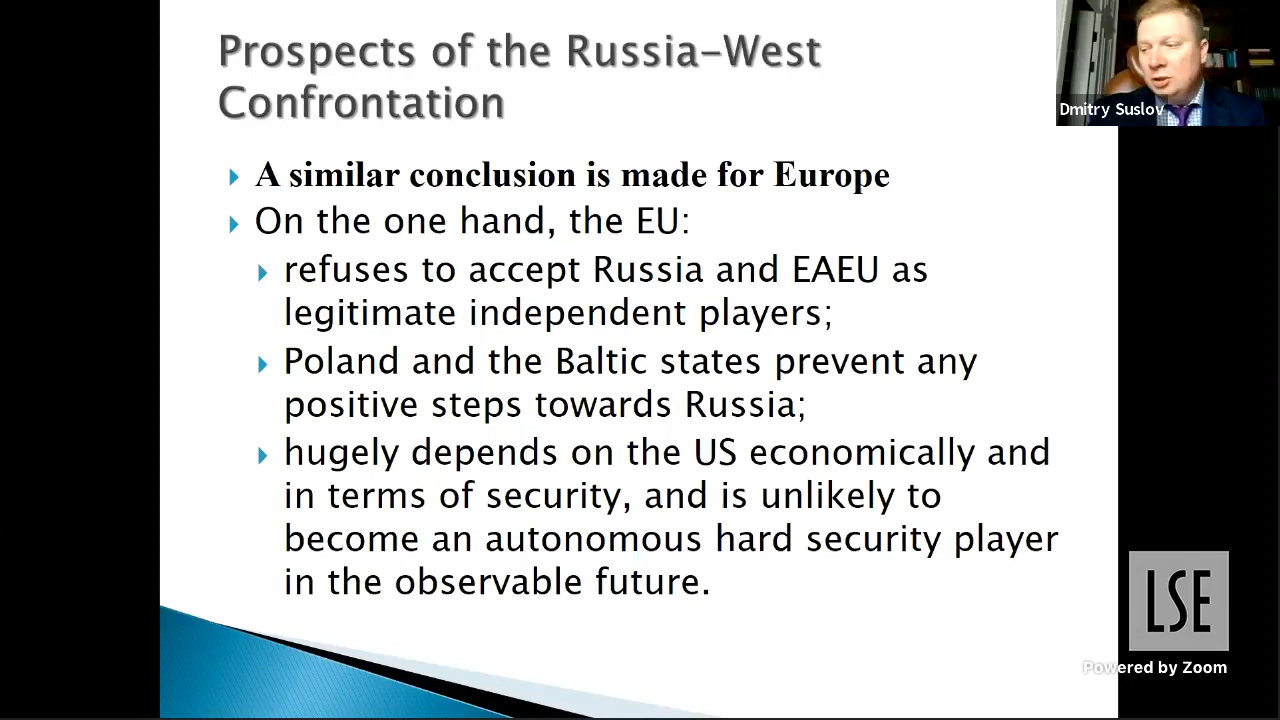 Prospects of the Russia-West
Confrontation
Dmitry Suslov
A similar conclusion is made for Europe
On the one hand, the EU:
refuses to accept Russia and EAEU as
legitimate independent players;
Poland and the Baltic states prevent any
positive steps towards Russia;
hugely depends on the US economically and
in terms of security, and is unlikely to
become an autonomous hard security player
in the observable future.
LSE
Powered by Zoom